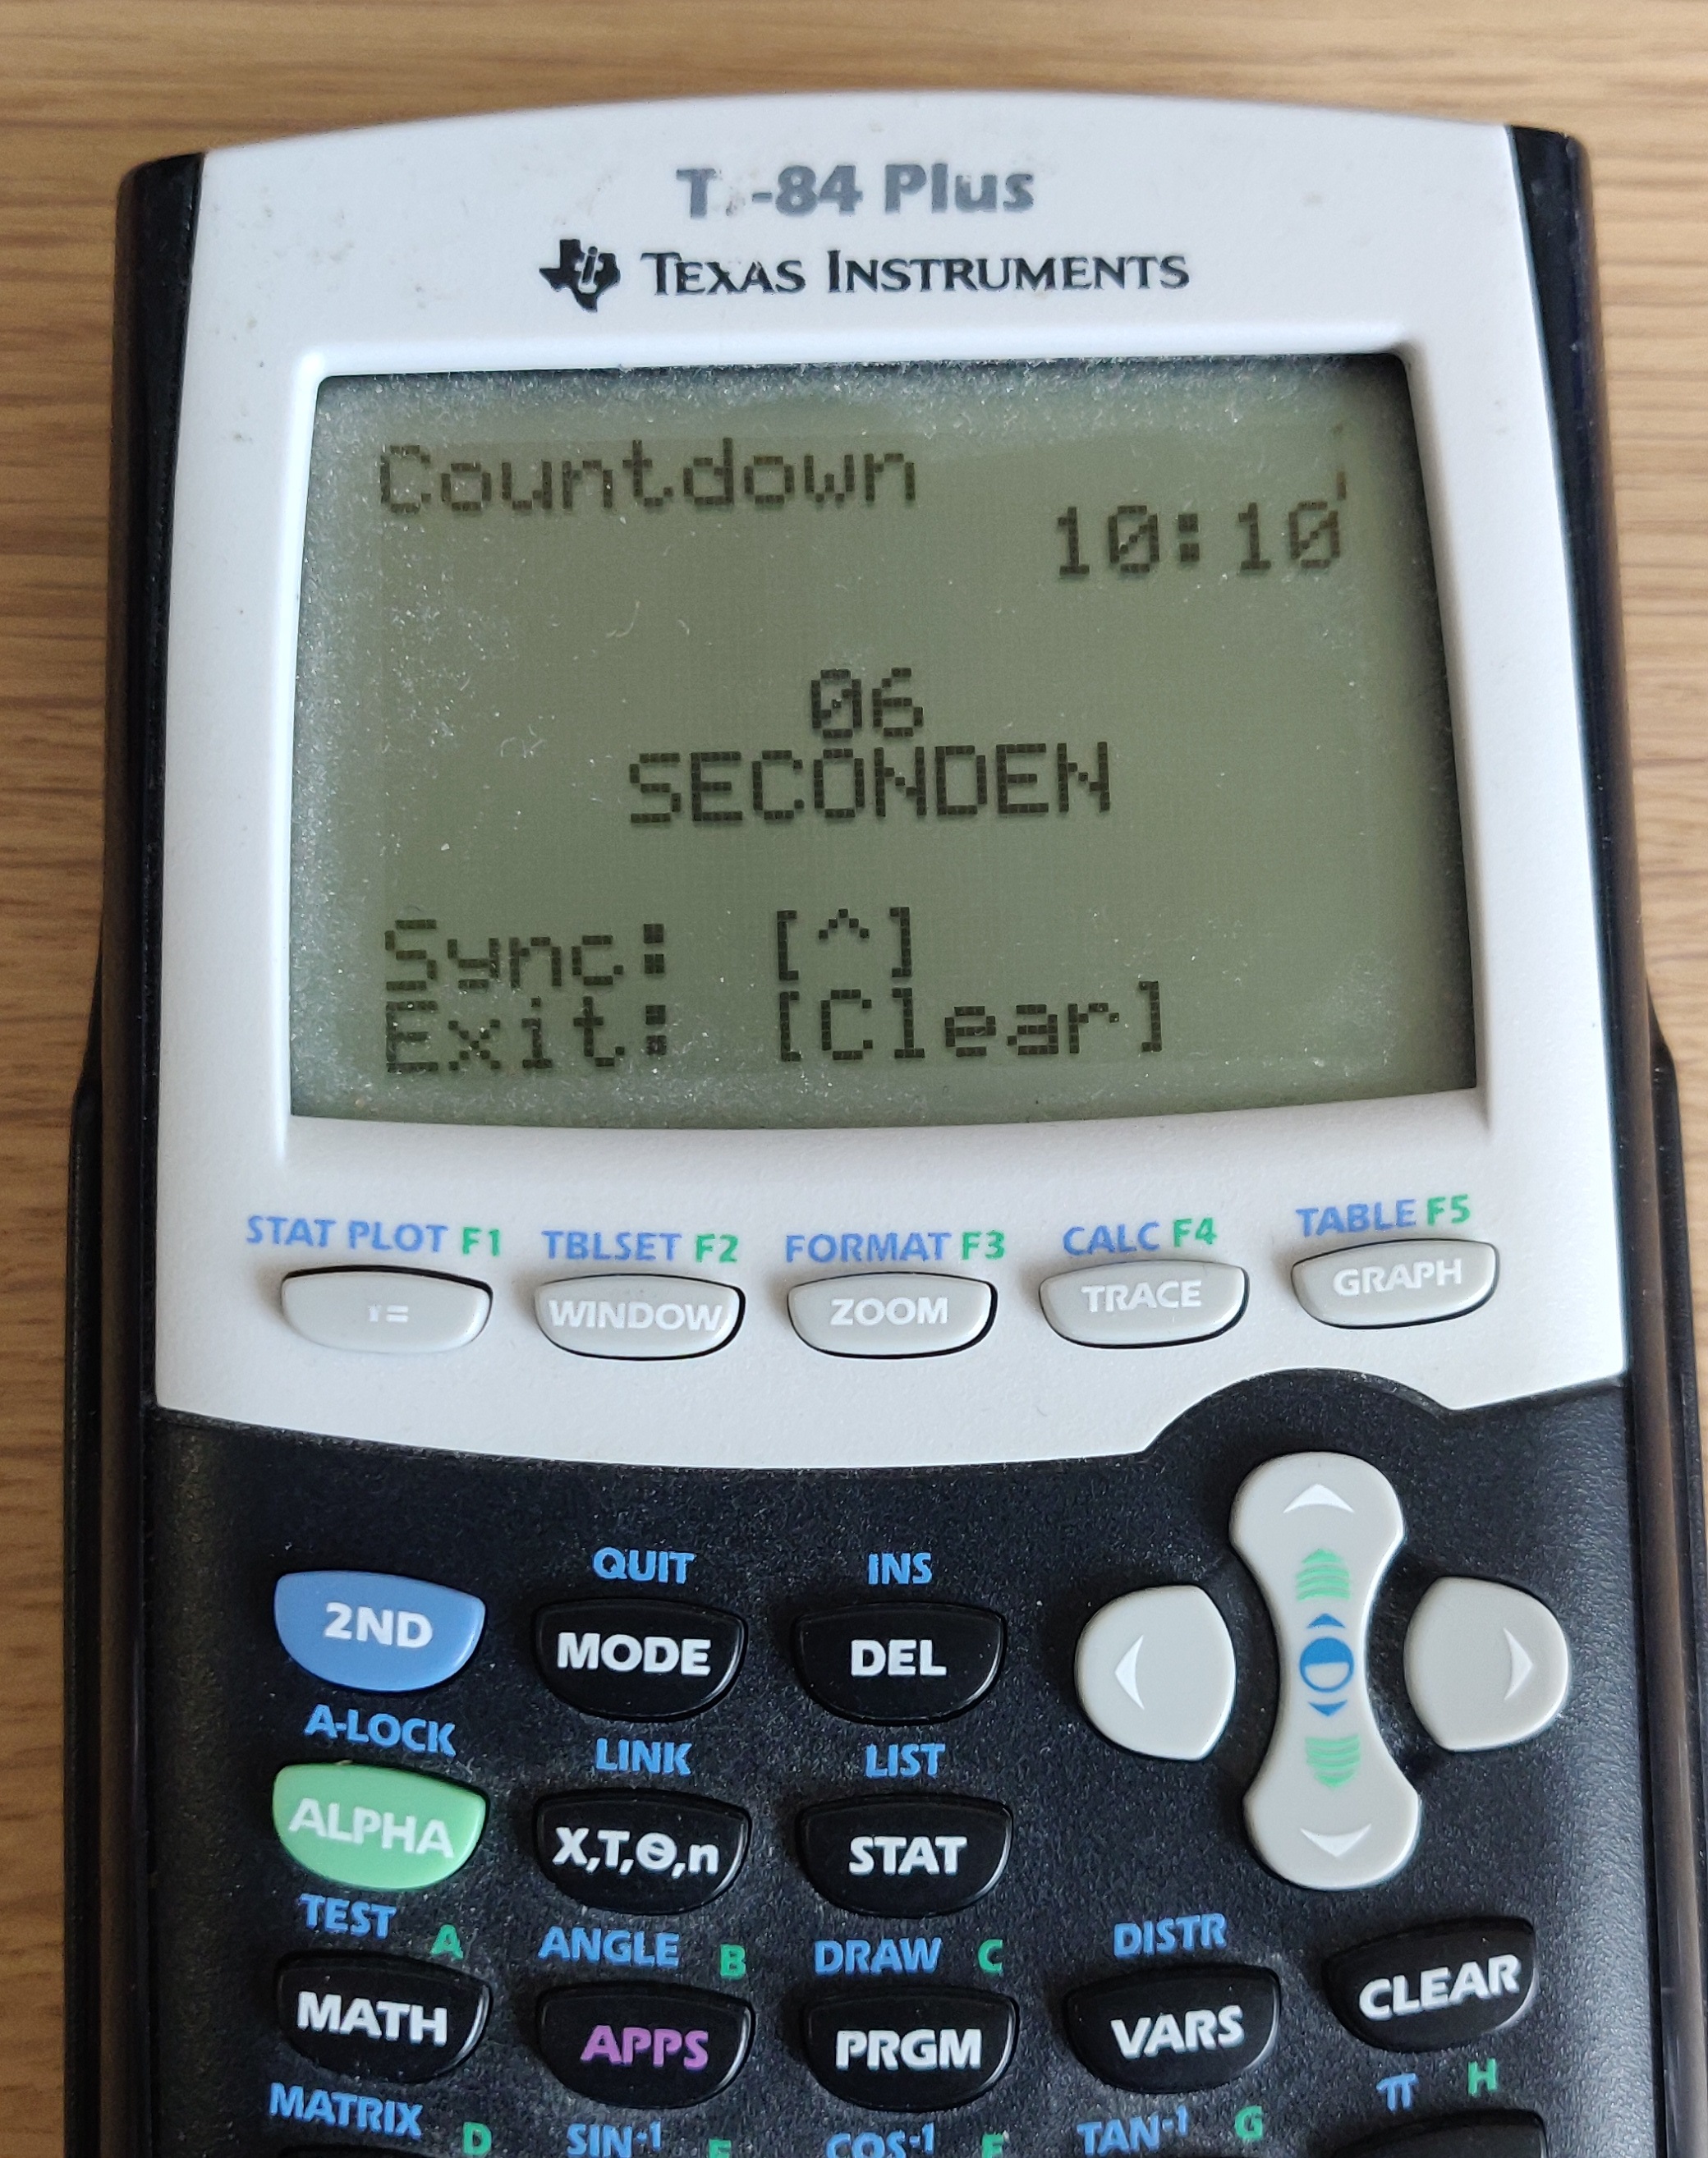 T -84 Plus
TEXAS INSTRUMENTS
Countdown
10:10
06
SECONDEN
Sync: [^]
Exit: [Clear]
STAT PLOT F1 TBLSET F2 FORMAT F3 CALC F4 TABLE F5
= WINDOW ZOOM TRACE GRAPH
QUIT INS
2ND MODE DEL
A-LOCK LINK LIST
ALPHA X,T,Θ,n STAT
TEST A ANGLE B DRAW C DISTR
MATH APPS PRGM VARS CLEAR
MATRIX D SIN-1 E COS-1 F TAN-1 G π H